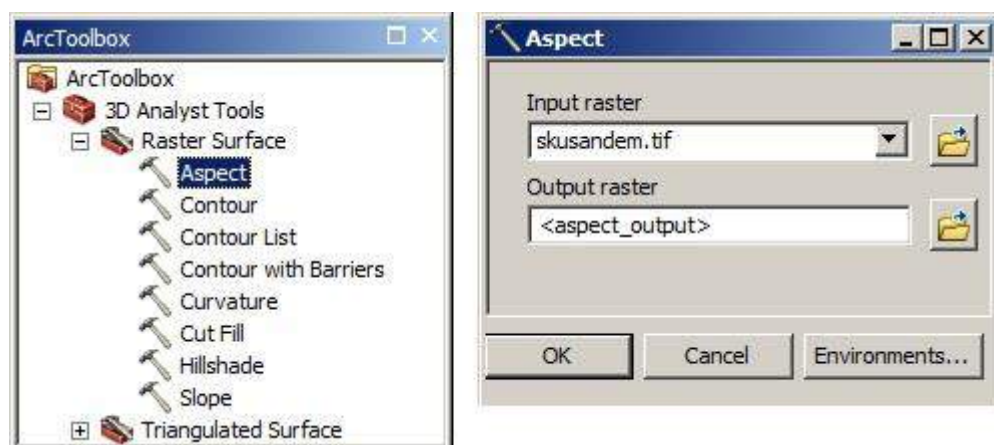 ArcToolbox
ArcToolbox
3D Analyst Tools
Raster Surface
Aspect
Contour
Contour List
Contour with Barriers
Curvature
Cut Fill
Hillshade
Slope
Triangulated Surface
Aspect
Input raster
skusandem.tif
Output raster
<aspect_output>
OK
Cancel
Environments...